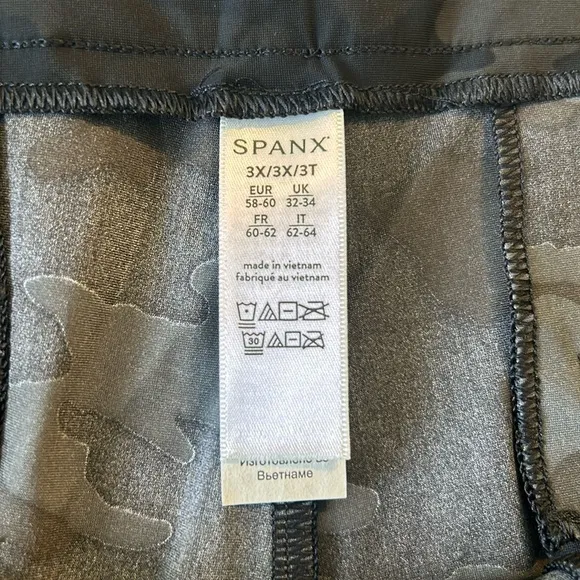 SPANX
3X/3X/3T
EUR UK
58-60 32-34
FR IT
60-62 62-64
made in vietnam
fabriqué au vietnam
30
Изготовлено во
Вьетнаме